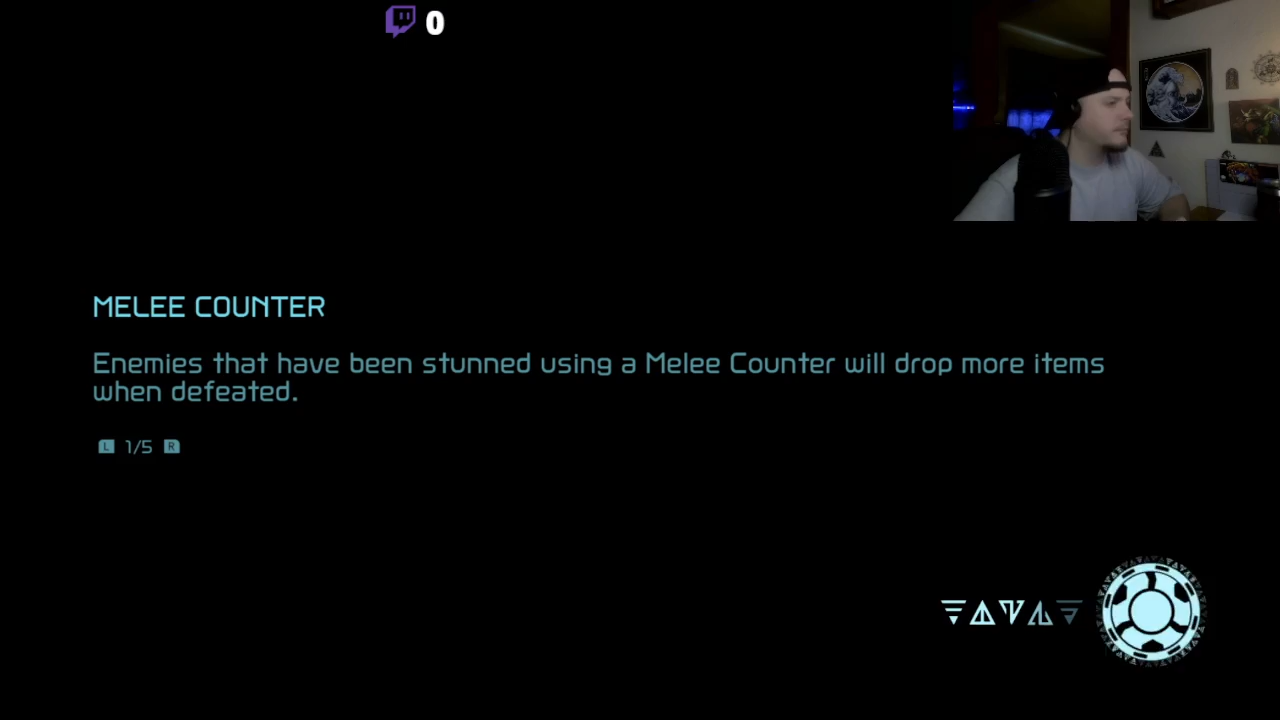 0
MELEE COUNTER
Enemies that have been stunned using a Melee Counter will drop more items
when defeated.
L 1/5 R